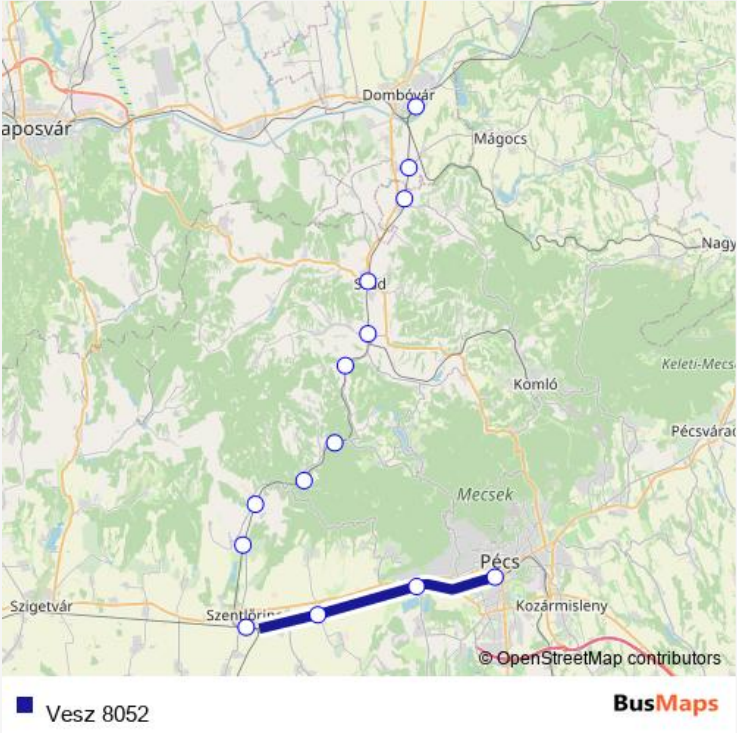 Dombóvár
aposvár
Mágocs
Nagy
Komló
Keleti-Mecs
Pécsvárad
Mecsek
Pécs
Szigetvár
Kozármisleny
Szentlőrinc
© OpenStreetMap contributors
Vesz 8052
BusMaps